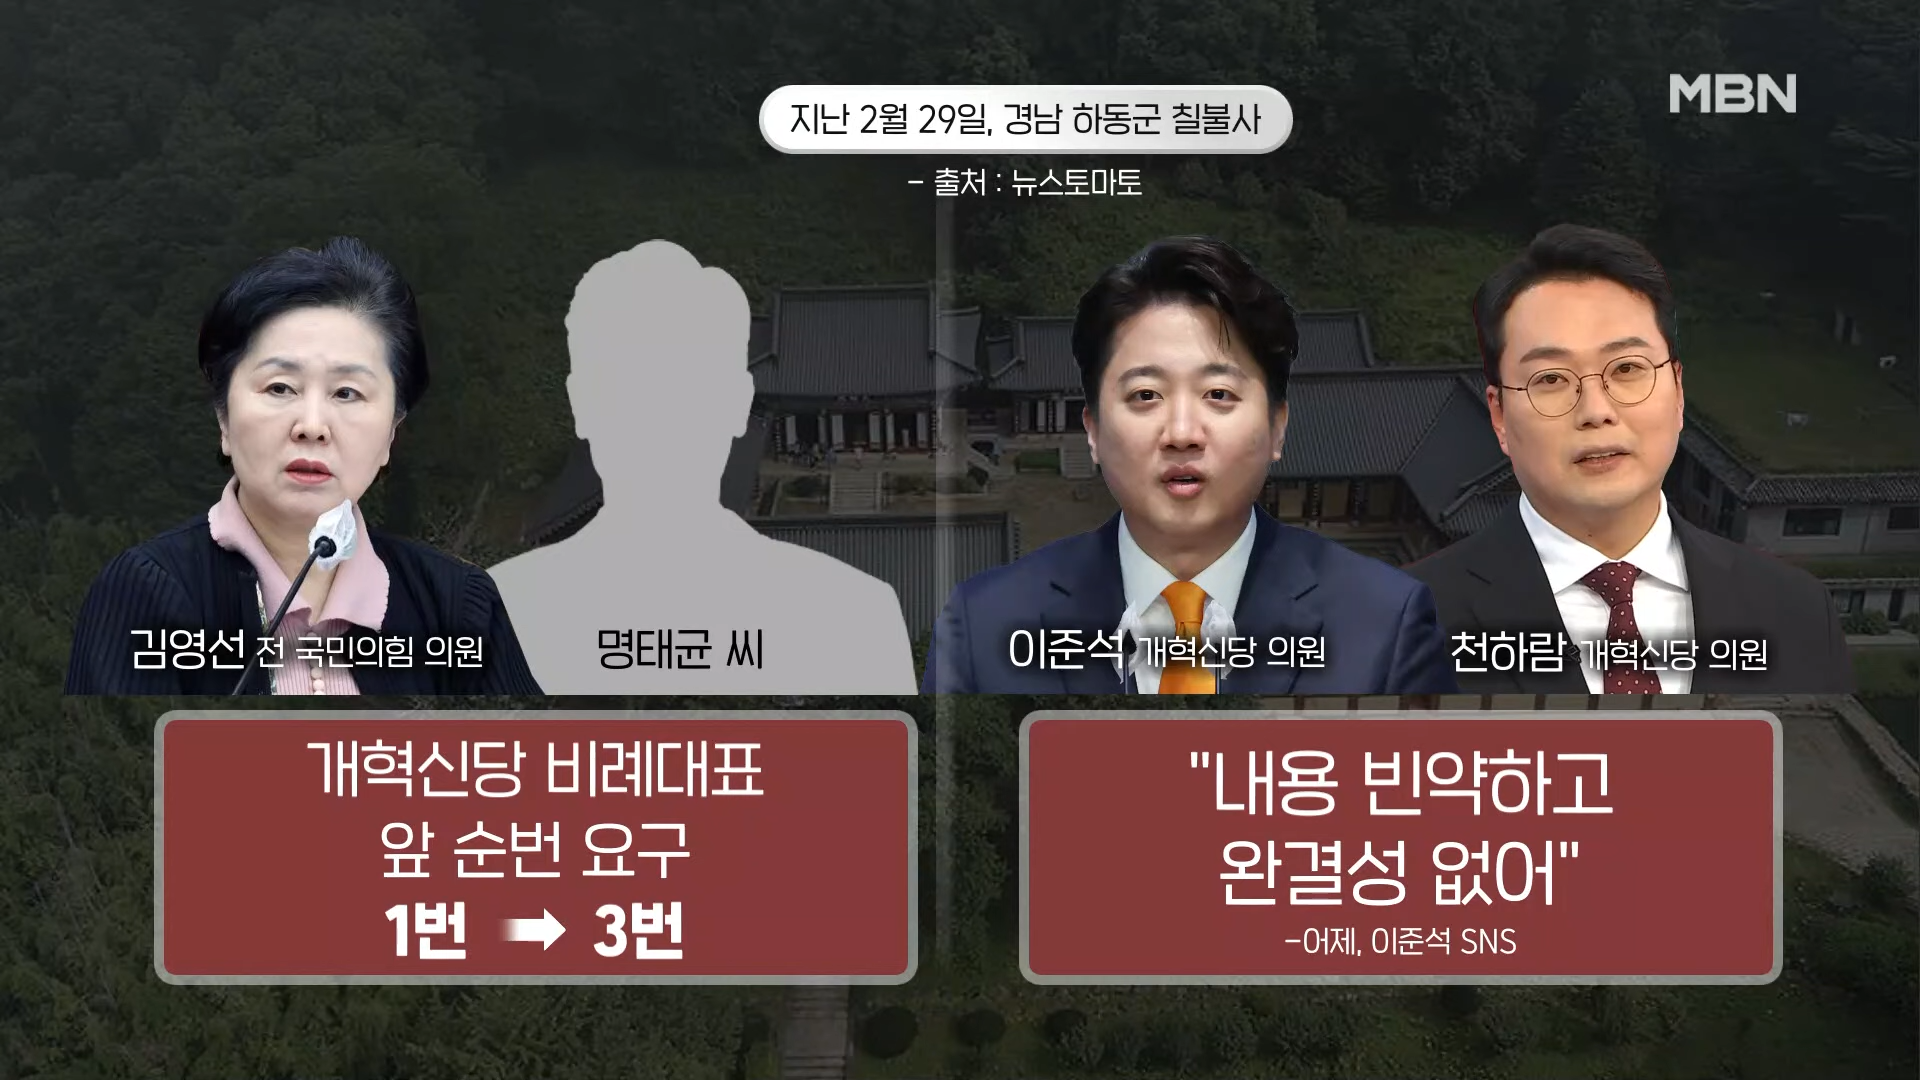 MBN
지난 2월 29일, 경남 하동군 칠불사
- 출처 : 뉴스토마토
김영선 전 국민의힘 의원
명태균 씨
이준석 개혁신당 의원
천하람 개혁신당 의원
개혁신당 비례대표
앞 순번 요구
1번 ➡ 3번
"내용 빈약하고
완결성 없어"
-어제, 이준석 SNS